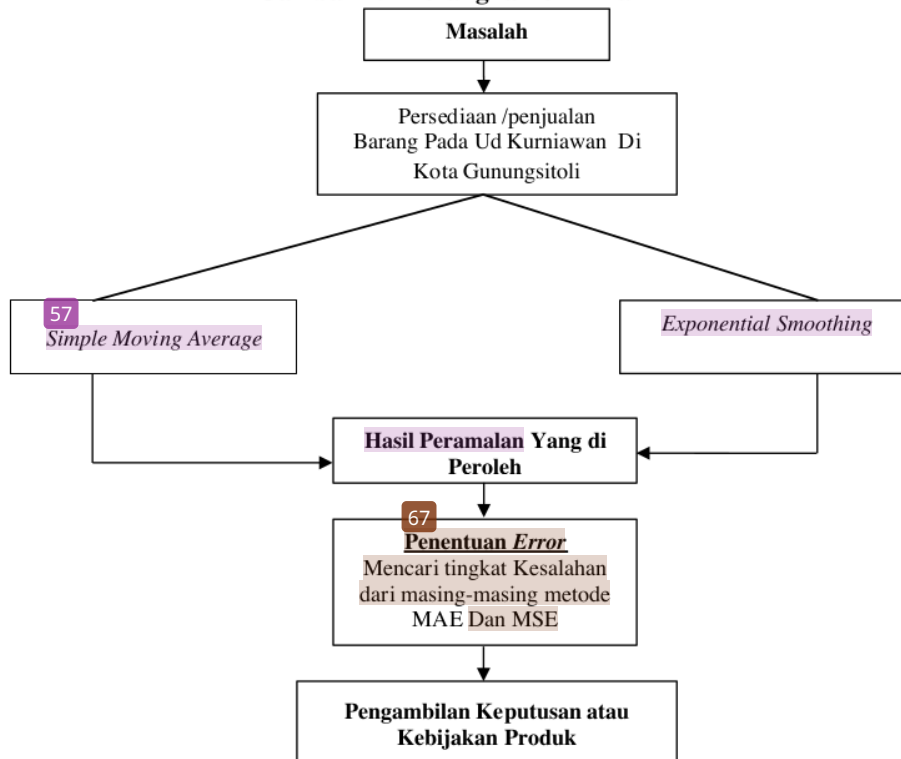 Masalah
Persediaan /penjualan
Barang Pada Ud Kurniawan Di
Kota Gunungsitoli
57
Simple Moving Average
Exponential Smoothing
Hasil Peramalan Yang di
Peroleh
67
Penentuan Error
Mencari tingkat Kesalahan
dari masing-masing metode
MAE Dan MSE
Pengambilan Keputusan atau
Kebijakan Produk